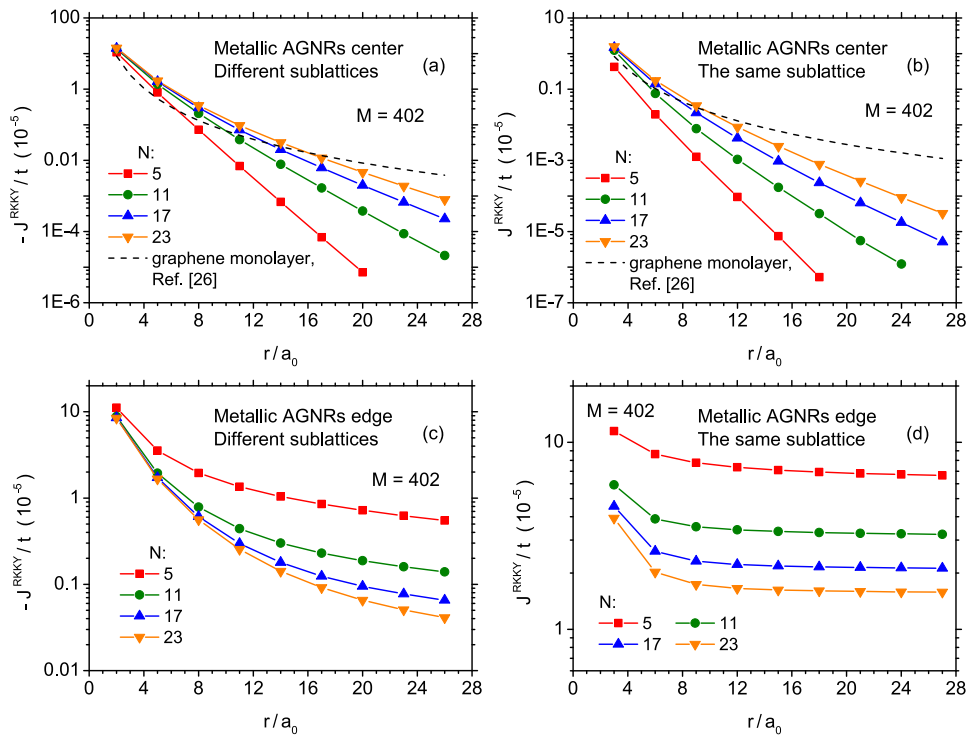 100
1
0.01
1E-4
1E-6
- J^RKKY / t (10^-5)
Metallic AGNRs center
Different sublattices
(a)
M = 402
N:
5
11
17
23
graphene monolayer,
Ref. [26]
0 4 8 12 16 20 24 28
r / a₀
10
0.1
1E-3
1E-5
1E-7
J^RKKY / t (10^-5)
Metallic AGNRs center
The same sublattice
(b)
M = 402
N:
5
11
17
23
graphene monolayer,
Ref. [26]
0 4 8 12 16 20 24 28
r / a₀
10
1
0.1
0.01
- J^RKKY / t (10^-5)
Metallic AGNRs edge
Different sublattices
(c)
M = 402
N:
5
11
17
23
0 4 8 12 16 20 24 28
r / a₀
10
1
J^RKKY / t (10^-5)
M = 402
Metallic AGNRs edge
The same sublattice
(d)
N:
5 11
17 23
0 4 8 12 16 20 24 28
r / a₀